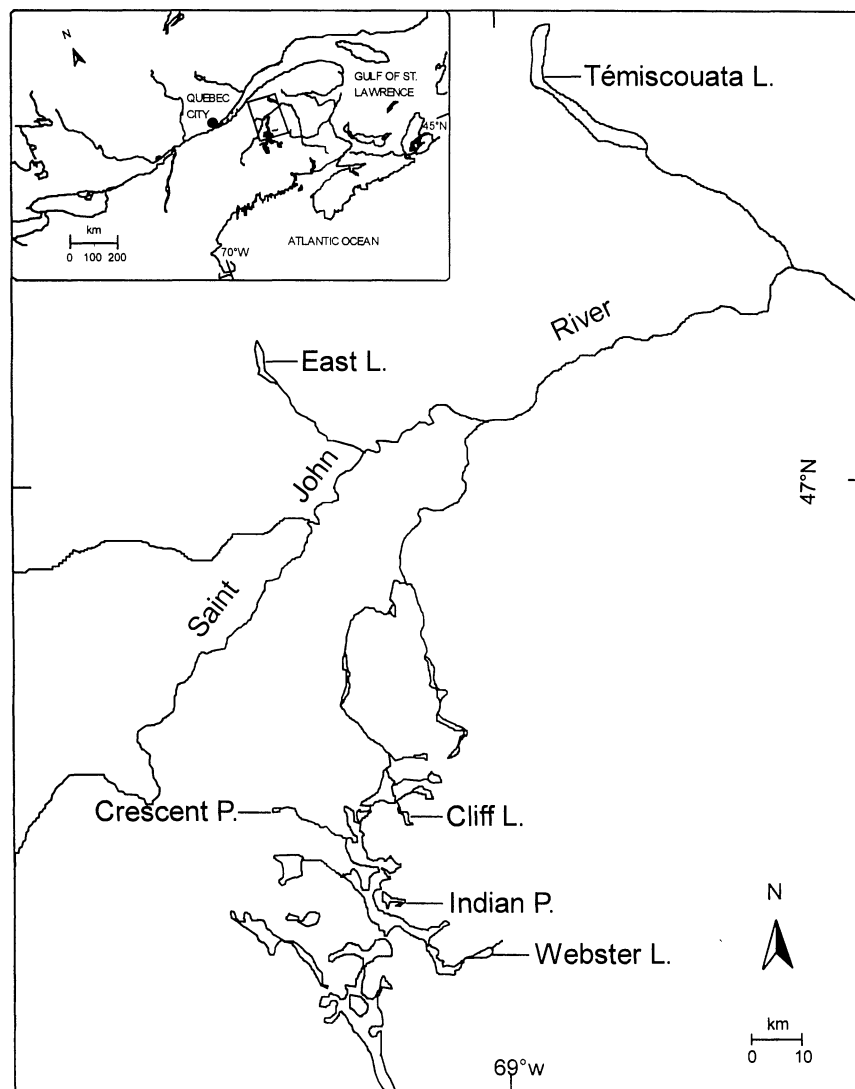 N
QUEBEC
CITY
GULF OF ST.
LAWRENCE
45°N
km
0 100 200
70°W
ATLANTIC OCEAN
Témiscouata L.
River
East L.
John
47°N
Saint
Crescent P.
Cliff L.
Indian P.
Webster L.
N
km
0 10
69°w